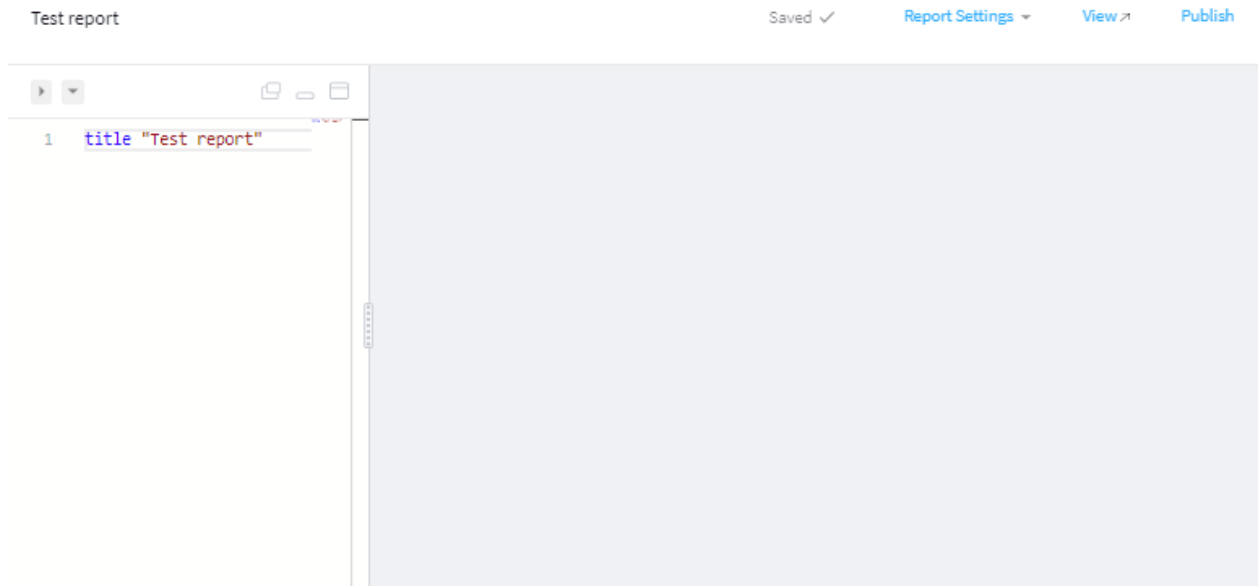 Test report
Saved
Report Settings
View
Publish
1 title "Test report"